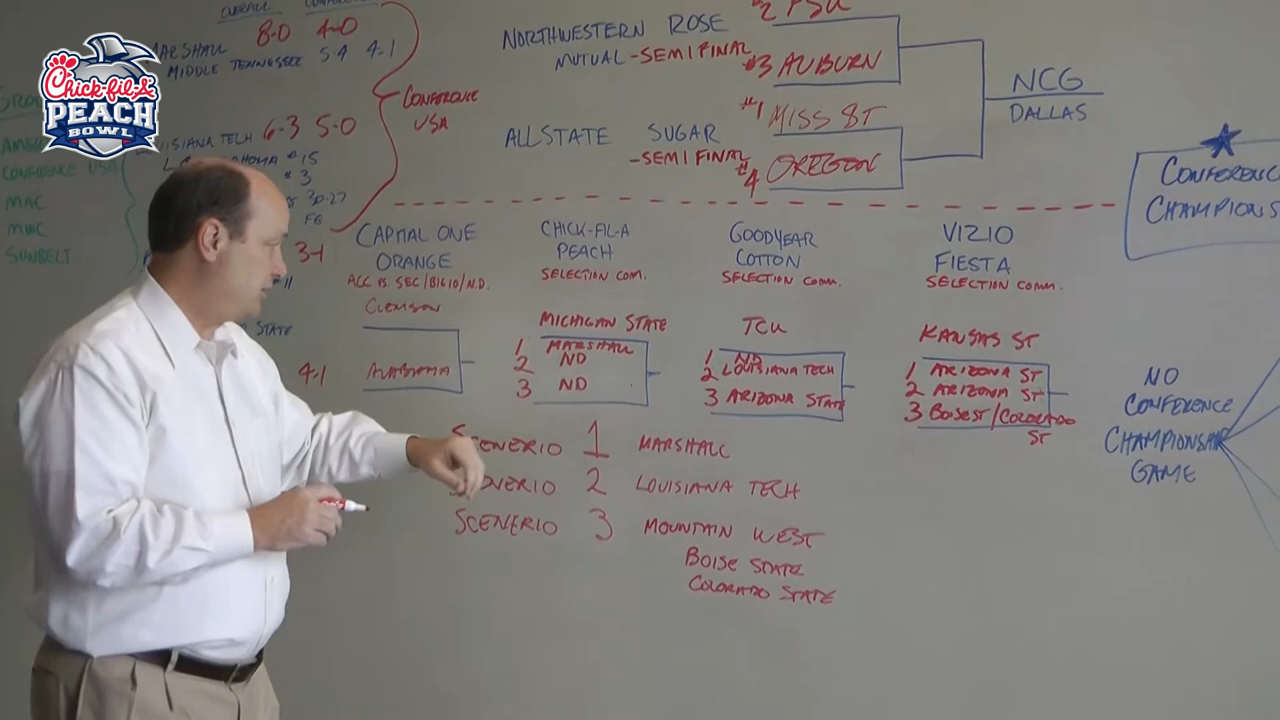 OVERALL
8-0 4-0
MARSHALL
MIDDLE TENNESSEE 5-4 4-1
CONFERENCE
USA
LOUISIANA TECH 6-3 5-0
#15
#3
30-27
FG
3-1
#11
STATE
4-1
Chick-fil-A
PEACH
BOWL
CONFERENCE USA
MAC
MWC
SUNBELT
NORTHWESTERN ROSE
MUTUAL -SEMIFINAL
#2 FSU
#3 AUBURN
ALLSTATE SUGAR
-SEMIFINAL
#1 MISS ST
#4 OREGON
NCG
DALLAS
CONFERENCE
CHAMPIONS
CAPITAL ONE
ORANGE
ACC VS. SEC/BIG10/N.D.
CLEMSON
ALABAMA
CHICK-FIL-A
PEACH
SELECTION COM.
MICHIGAN STATE
1 MARSHALL
2 ND
3 ND
GOODYEAR
COTTON
SELECTION COMM.
TCU
1 ND
2 LOUISIANA TECH
3 ARIZONA STATE
VIZIO
FIESTA
SELECTION COMM.
KANSAS ST
1 ARIZONA ST
2 ARIZONA ST
3 BOISE ST/COLORADO
ST
NO
CONFERENCE
CHAMPIONSHIP
GAME
SCENERIO 1 MARSHALL
SCENERIO 2 LOUISIANA TECH
SCENERIO 3 MOUNTAIN WEST
BOISE STATE
COLORADO STATE